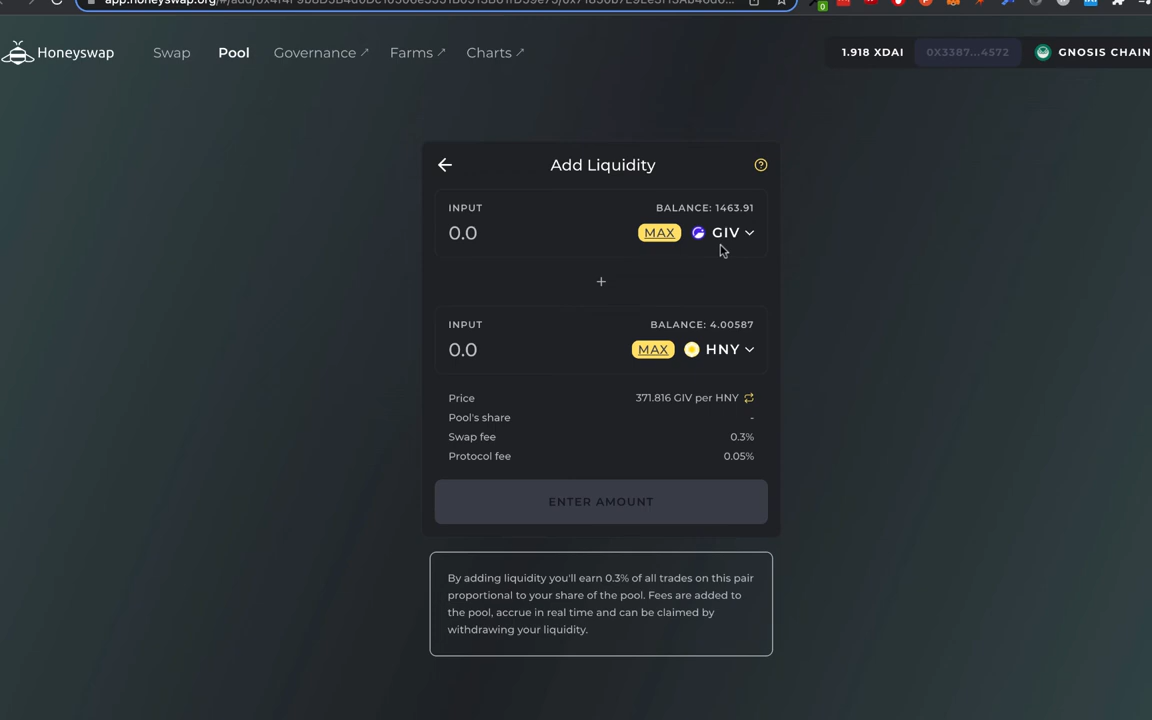 Honeyswap
Swap
Pool
Governance
Farms
Charts
1.918 XDAI
0X3387...4572
GNOSIS CHAIN
Add Liquidity
INPUT
BALANCE: 1463.91
0.0
MAX
GIV
+
INPUT
BALANCE: 4.00587
0.0
MAX
HNY
Price
371.816 GIV per HNY
Pool's share
-
Swap fee
0.3%
Protocol fee
0.05%
ENTER AMOUNT
By adding liquidity you'll earn 0.3% of all trades on this pair
proportional to your share of the pool. Fees are added to
the pool, accrue in real time and can be claimed by
withdrawing your liquidity.